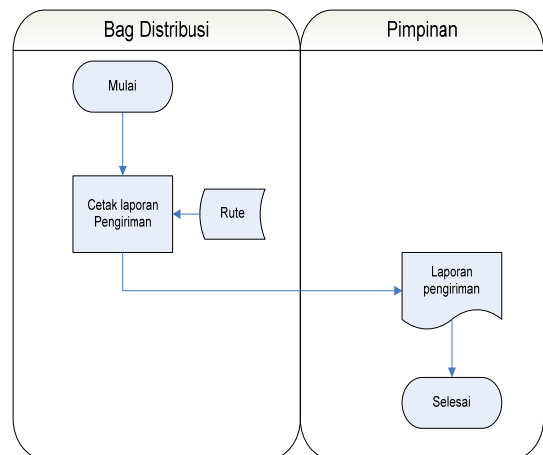 Bag Distribusi
Pimpinan
Mulai
Cetak laporan
Pengiriman
Rute
Laporan
pengiriman
Selesai